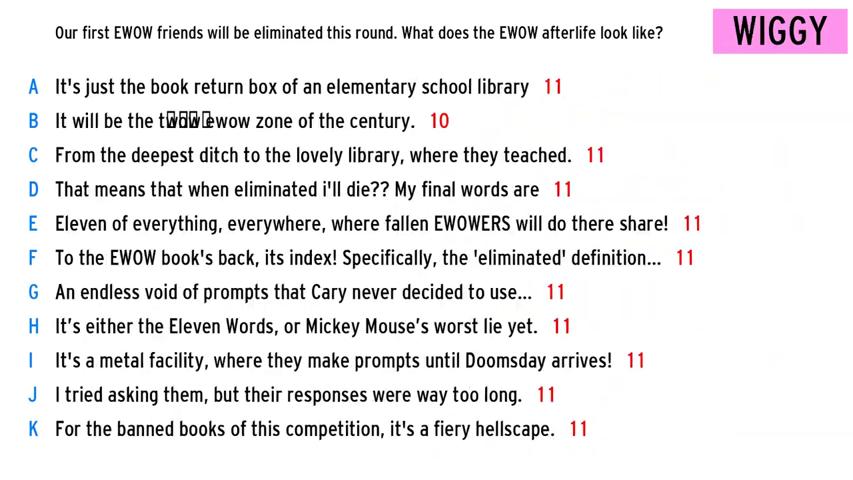 Our first EWOW friends will be eliminated this round. What does the EWOW afterlife look like?
WIGGY
A It's just the book return box of an elementary school library 11
B It will be the ewow zone of the century. 10
C From the deepest ditch to the lovely library, where they teached. 11
D That means that when eliminated i'll die?? My final words are 11
E Eleven of everything, everywhere, where fallen EWOWERS will do there share! 11
F To the EWOW book's back, its index! Specifically, the 'eliminated' definition... 11
G An endless void of prompts that Cary never decided to use... 11
H It’s either the Eleven Words, or Mickey Mouse’s worst lie yet. 11
I It's a metal facility, where they make prompts until Doomsday arrives! 11
J I tried asking them, but their responses were way too long. 11
K For the banned books of this competition, it's a fiery hellscape. 11